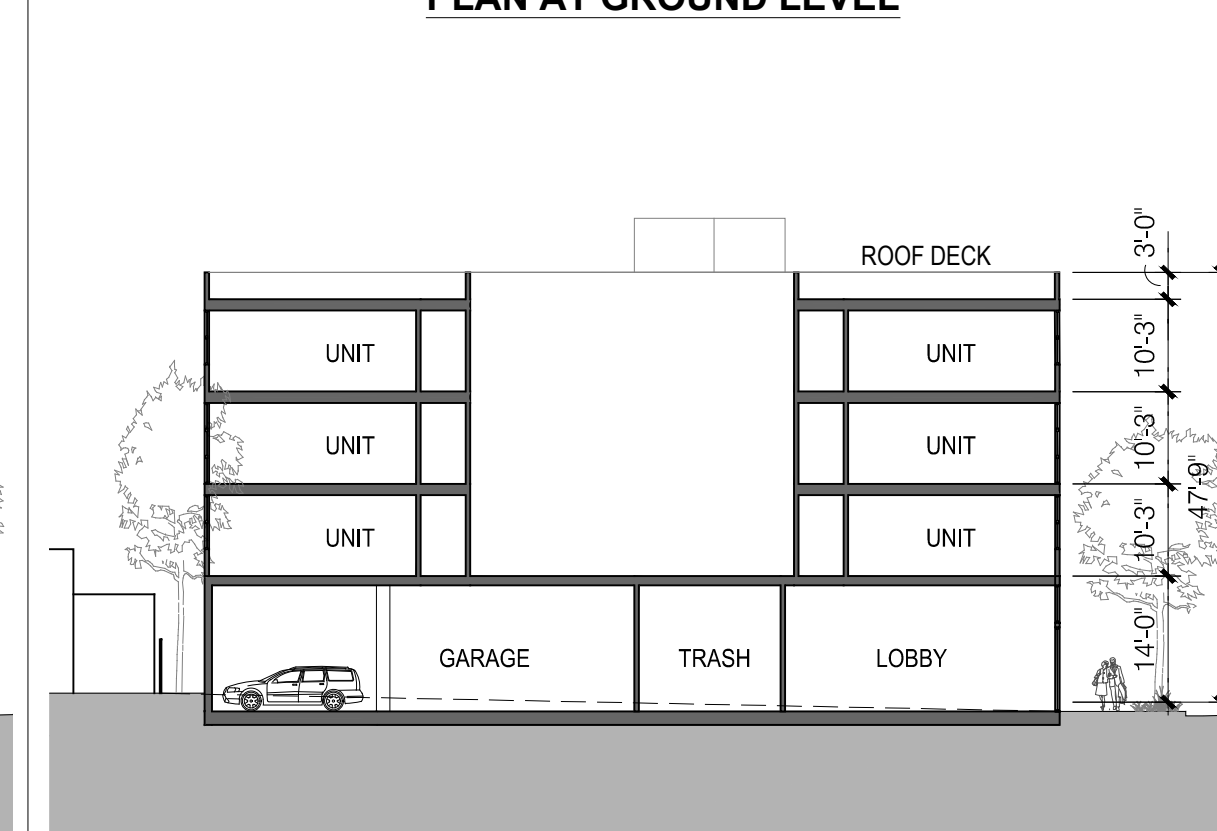 PLAN AT GROUND LEVEL
ROOF DECK
3'-0"
UNIT
UNIT
10'-3"
UNIT
UNIT
10'-3"
47'-9"
UNIT
UNIT
10'-3"
GARAGE
TRASH
LOBBY
14'-0"